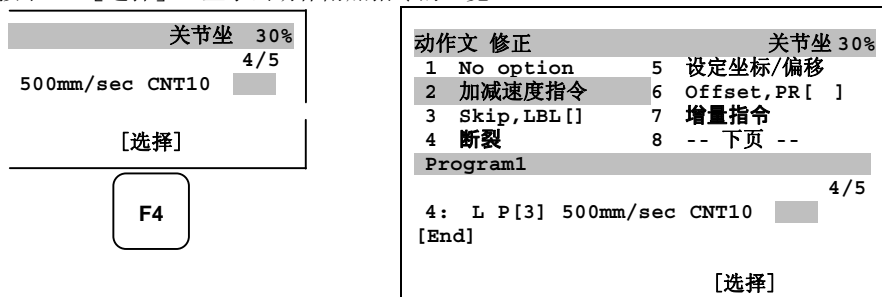 关节坐 30%
4/5
500mm/sec CNT10
[选择]
F4
动作文 修正 关节坐 30%
1 No option 5 设定坐标/偏移
2 加减速度指令 6 Offset,PR[ ]
3 Skip,LBL[] 7 增量指令
4 断裂 8 -- 下页 --
Program1
4/5
4: L P[3] 500mm/sec CNT10
[End]
[选择]